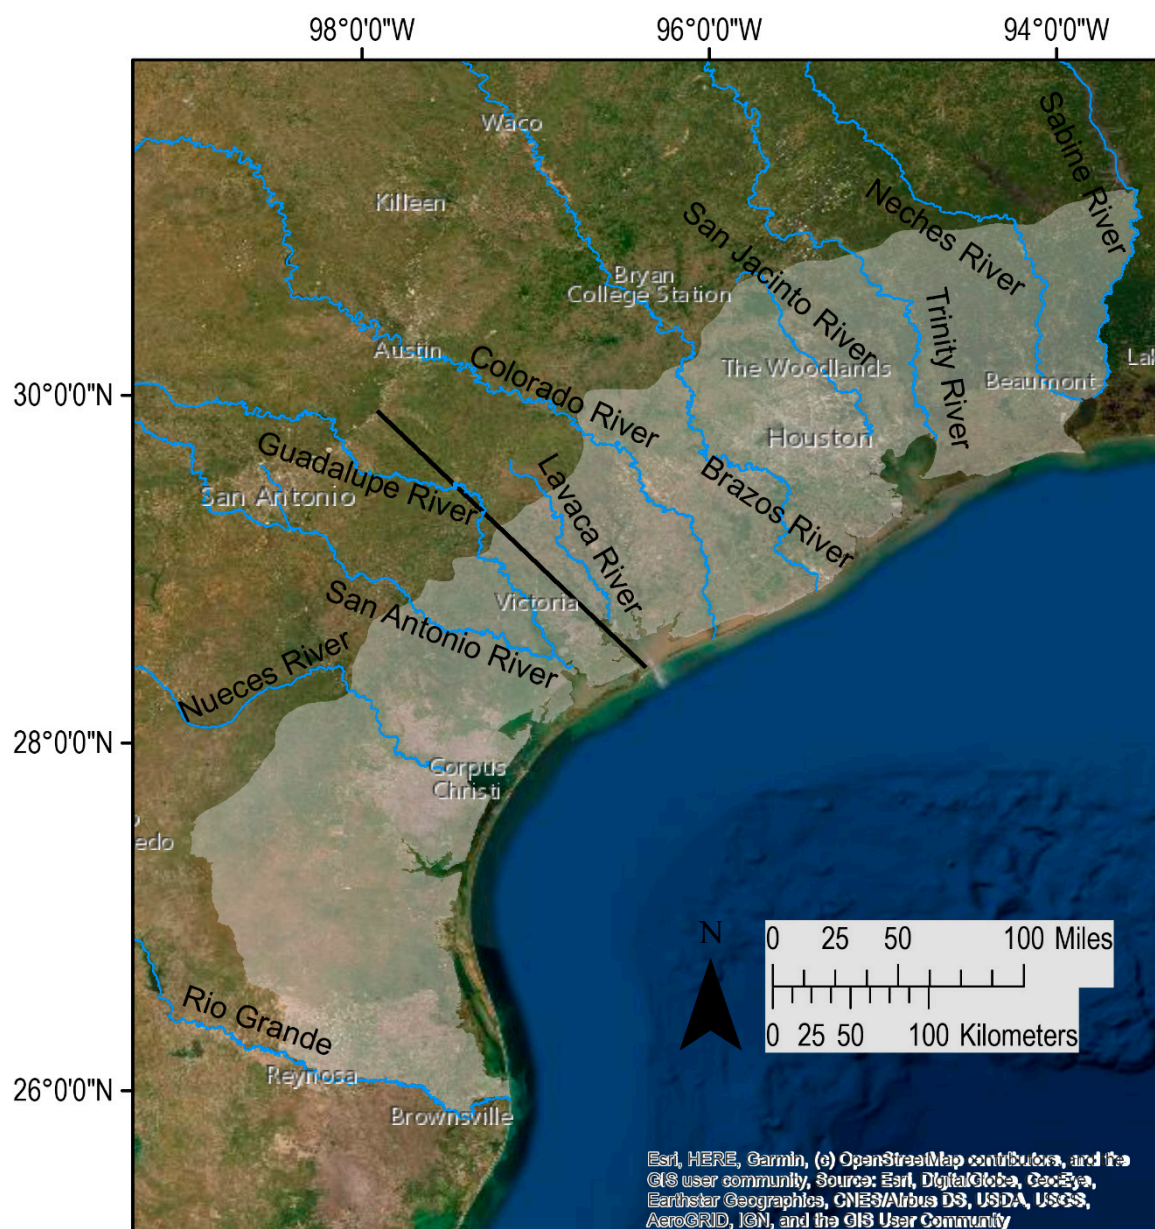 98°0'0"W 96°0'0"W 94°0'0"W
Waco
Killeen
Sabine River
Neches River
San Jacinto River
Bryan
College Station
Trinity River
Austin
Colorado River
The Woodlands
Beaumont
Lak
30°0'0"N
Houston
Guadalupe River
San Antonio
Lavaca River
Brazos River
Victoria
San Antonio River
Nueces River
28°0'0"N
Corpus
Christi
edo
Rio Grande
Reynosa
26°0'0"N
Brownsville
N
0 25 50 100 Miles
0 25 50 100 Kilometers
Esri, HERE, Garmin, (c) OpenStreetMap contributors, and the
GIS user community, Source: Esri, DigitalGlobe, GeoEye,
Earthstar Geographics, CNES/Airbus DS, USDA, USGS,
AeroGRID, IGN, and the GIS User Community